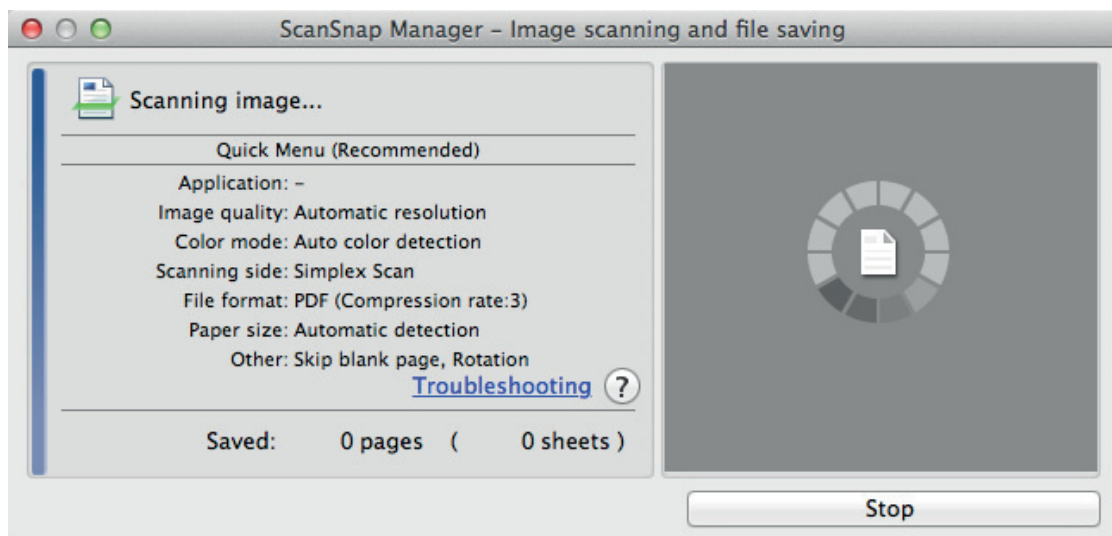 ScanSnap Manager – Image scanning and file saving
Scanning image...
Quick Menu (Recommended)
Application: –
Image quality: Automatic resolution
Color mode: Auto color detection
Scanning side: Simplex Scan
File format: PDF (Compression rate:3)
Paper size: Automatic detection
Other: Skip blank page, Rotation
Troubleshooting ?
Saved: 0 pages ( 0 sheets )
Stop